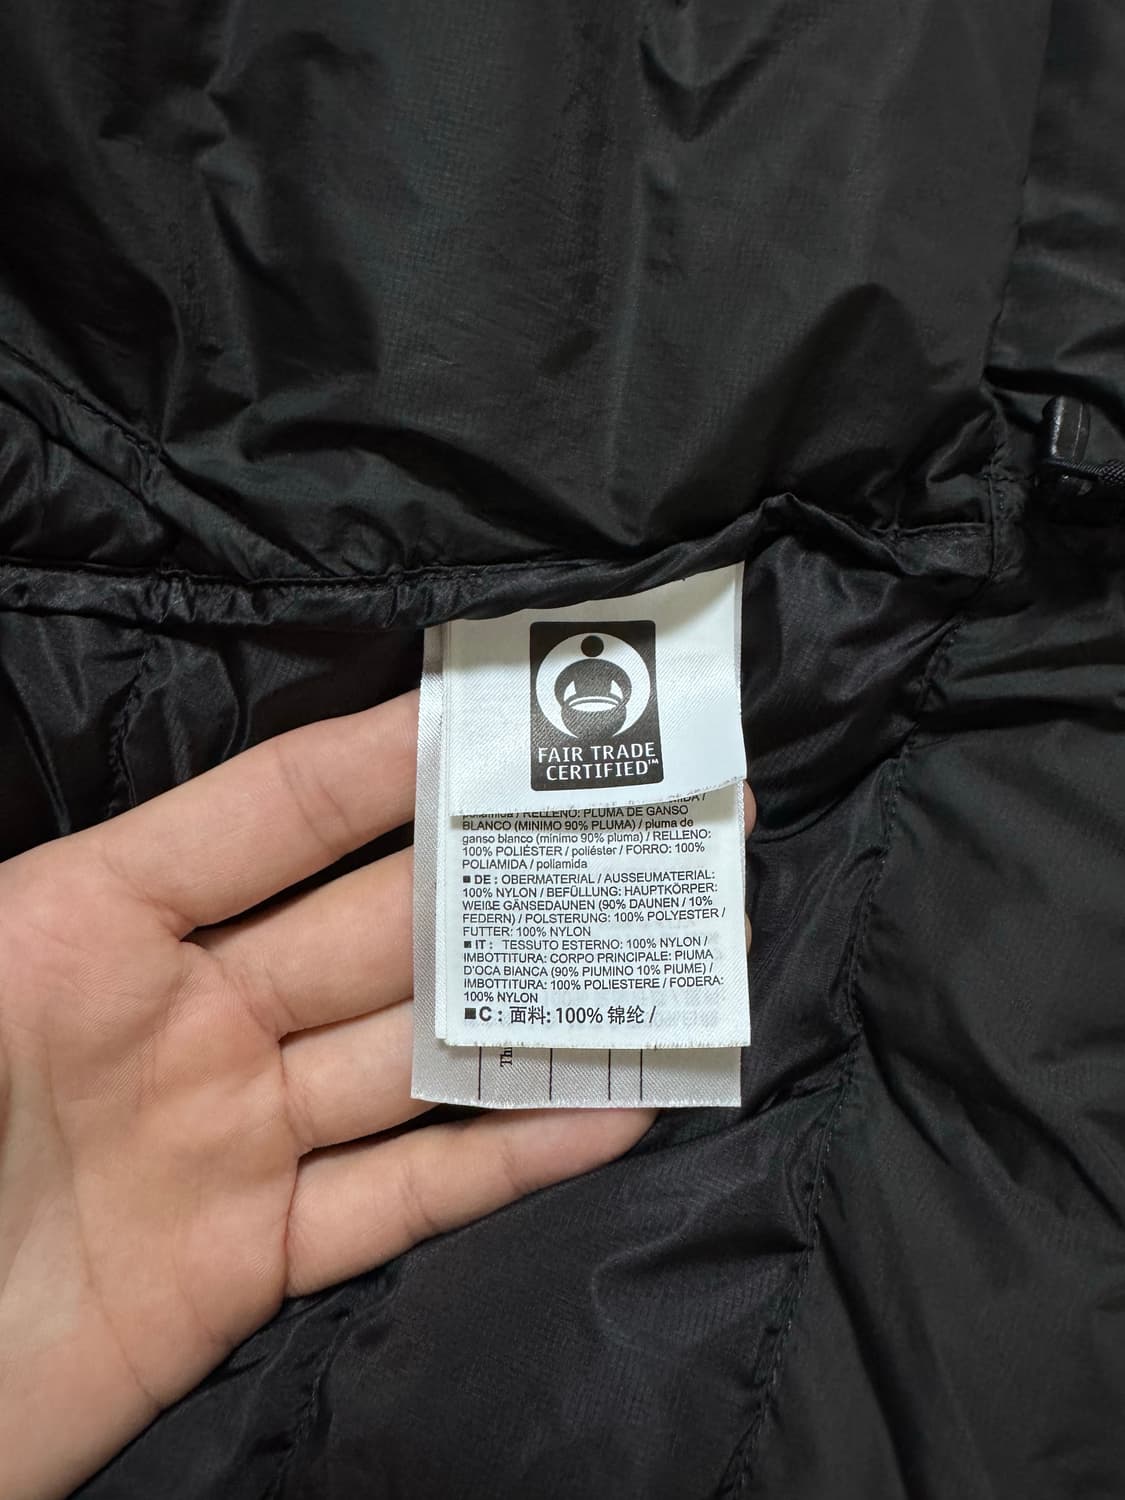 FAIR TRADE
CERTIFIED™
poliamida / RELLENO: PLUMA DE GANSO
BLANCO (MINIMO 90% PLUMA) / pluma de
ganso blanco (mínimo 90% pluma) / RELLENO:
100% POLIÉSTER / poliéster / FORRO: 100%
POLIAMIDA / poliamida
■ DE : OBERMATERIAL / AUSSEUMATERIAL:
100% NYLON / BEFÜLLUNG: HAUPTKÖRPER:
WEIßE GÄNSEDAUNEN (90% DAUNEN / 10%
FEDERN) / POLSTERUNG: 100% POLYESTER /
FUTTER: 100% NYLON
■ IT : TESSUTO ESTERNO: 100% NYLON /
IMBOTTITURA: CORPO PRINCIPALE: PIUMA
D'OCA BIANCA (90% PIUMINO 10% PIUME) /
IMBOTTITURA: 100% POLIESTERE / FODERA:
100% NYLON
■C : 面料: 100% 锦纶 /